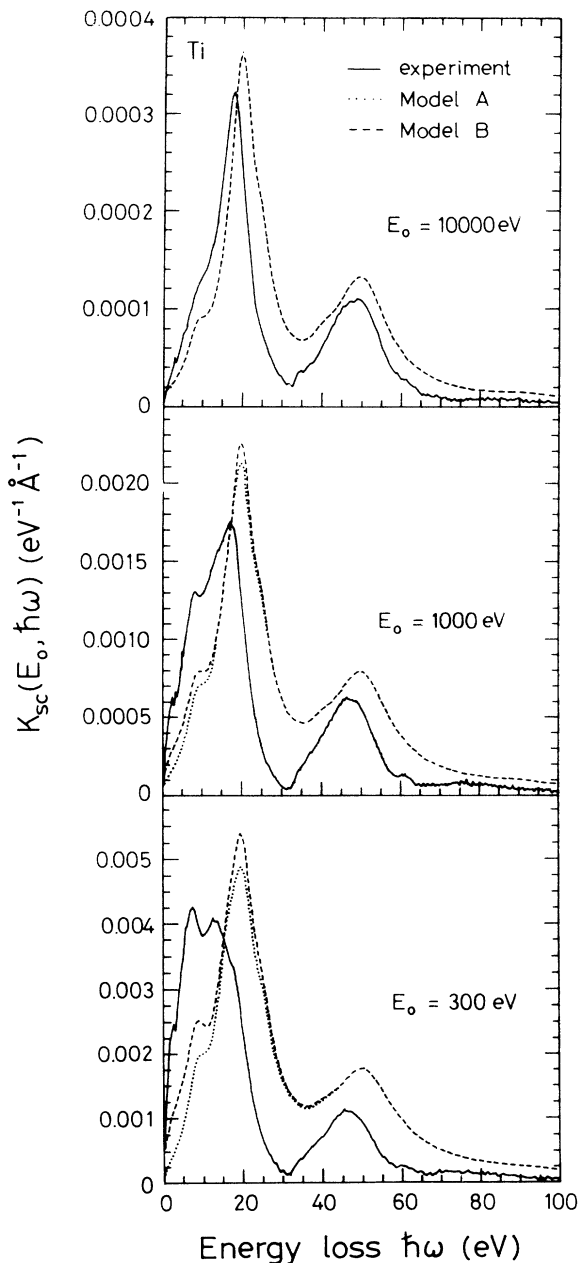 0.0004
Ti
experiment
Model A
Model B
0.0003
0.0002
E₀ = 10000 eV
0.0001
0
0.0020
0.0015
E₀ = 1000 eV
0.0010
0.0005
0
0.005
0.004
0.003
E₀ = 300 eV
0.002
0.001
0
0 20 40 60 80 100
Energy loss ħω (eV)
K_sc(E₀, ħω) (eV⁻¹ Å⁻¹)